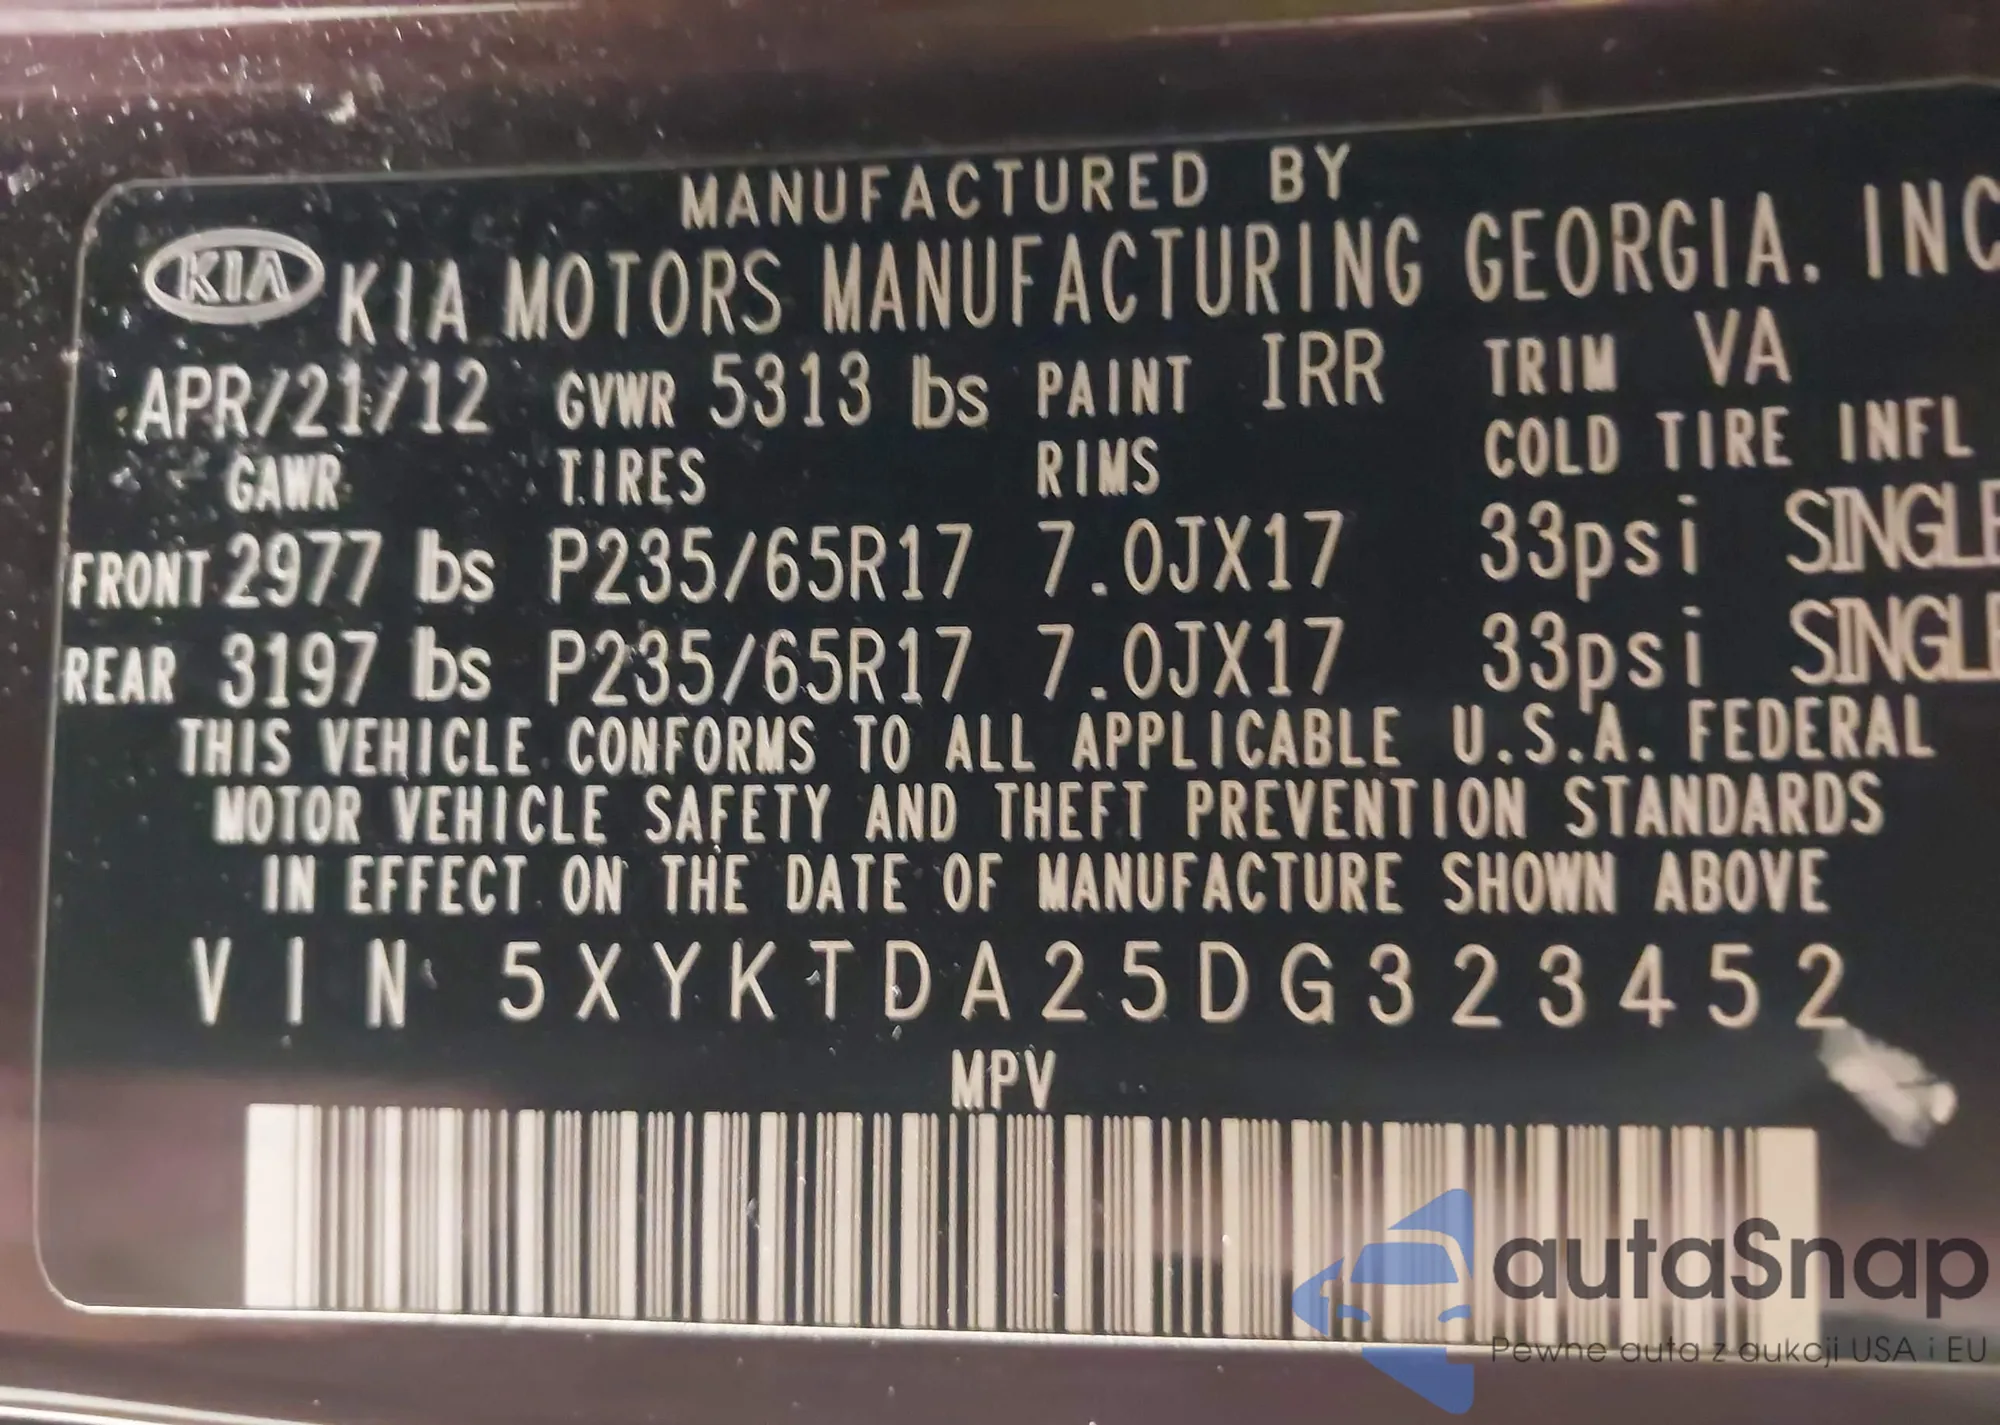 MANUFACTURED BY
KIA KIA MOTORS MANUFACTURING GEORGIA. INC
APR/21/12 GVWR 5313 lbs PAINT IRR TRIM VA
GAWR TIRES RIMS COLD TIRE INFL
FRONT 2977 lbs P235/65R17 7.0JX17 33psi SINGLE
REAR 3197 lbs P235/65R17 7.0JX17 33psi SINGLE
THIS VEHICLE CONFORMS TO ALL APPLICABLE U.S.A. FEDERAL
MOTOR VEHICLE SAFETY AND THEFT PREVENTION STANDARDS
IN EFFECT ON THE DATE OF MANUFACTURE SHOWN ABOVE
VIN 5XYKTDA25DG323452
MPV
autaSnap
Pewne auta z aukcji USA i EU